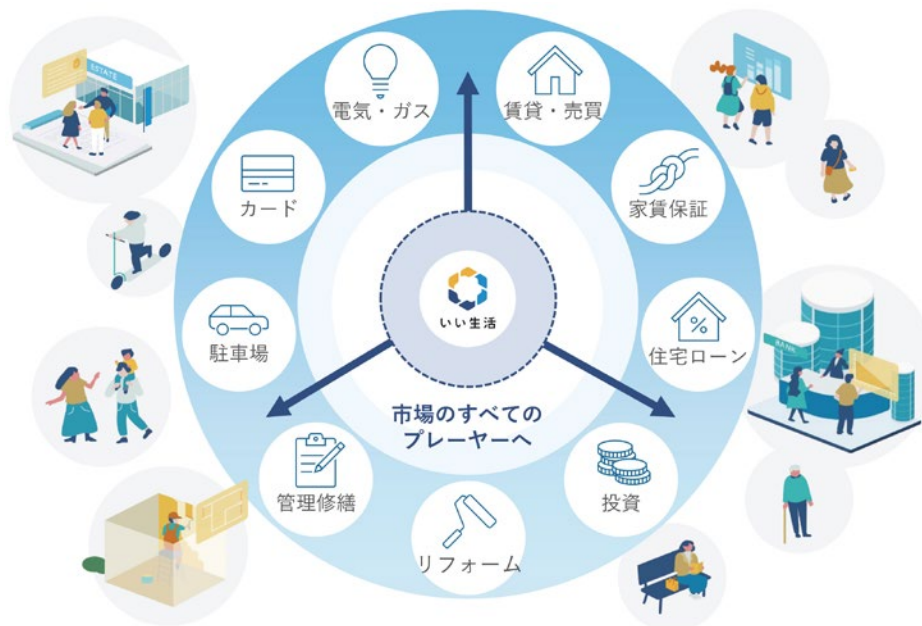 ESTATE
電気・ガス
賃貸・売買
カード
家賃保証
いい生活
駐車場
住宅ローン
BANK
市場のすべての
プレーヤーへ
管理修繕
投資
リフォーム